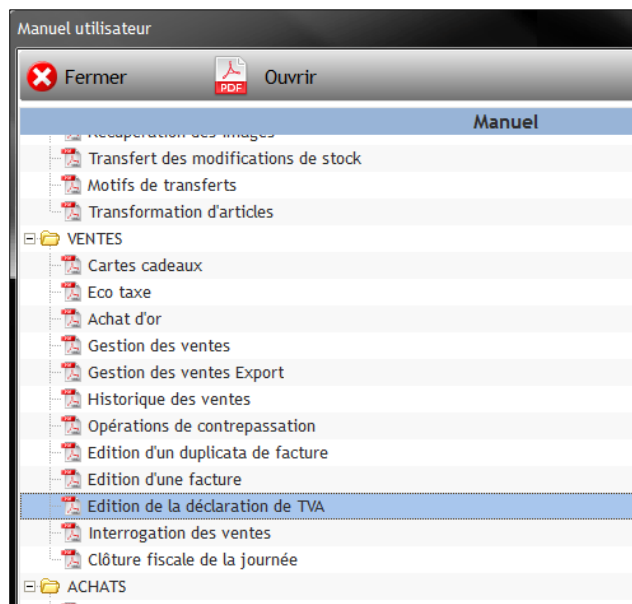 Manuel utilisateur
Fermer
PDF
Ouvrir
Manuel
Récupération des images
Transfert des modifications de stock
Motifs de transferts
Transformation d'articles
VENTES
Cartes cadeaux
Eco taxe
Achat d'or
Gestion des ventes
Gestion des ventes Export
Historique des ventes
Opérations de contrepassation
Edition d'un duplicata de facture
Edition d'une facture
Edition de la déclaration de TVA
Interrogation des ventes
Clôture fiscale de la journée
ACHATS